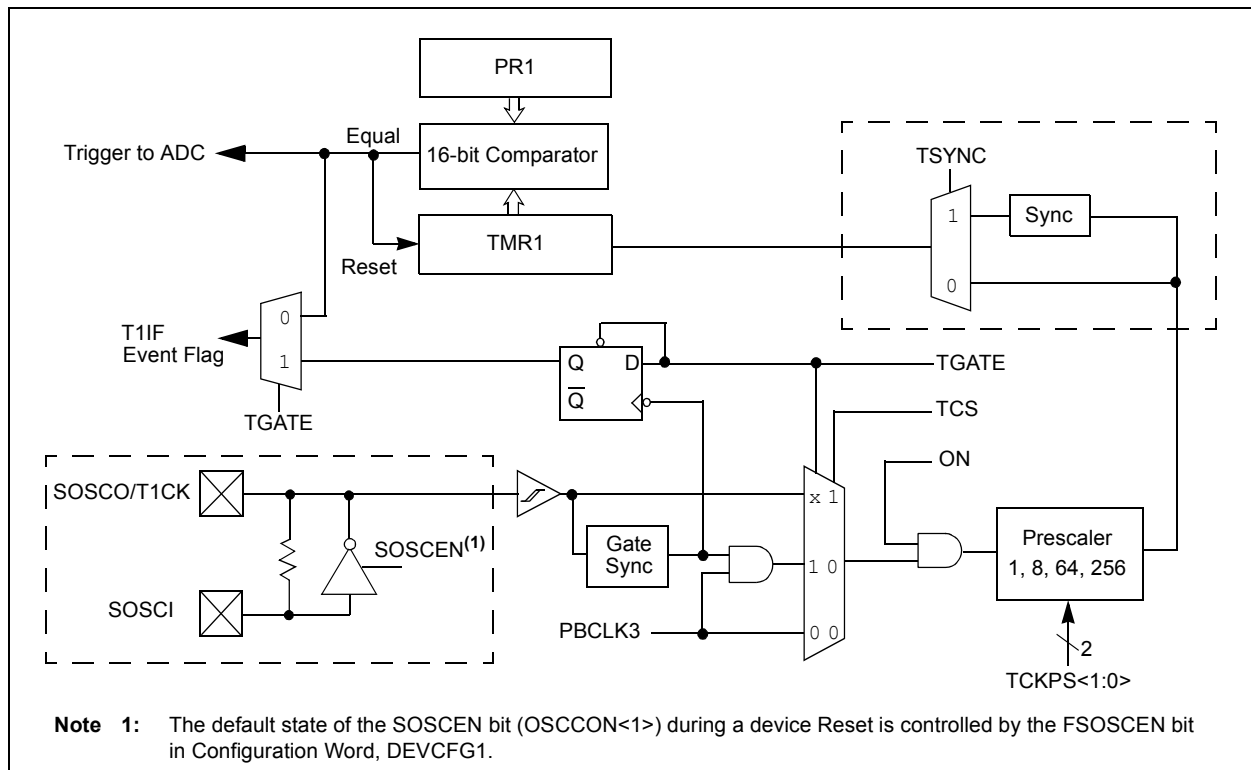 PR1
Equal
16-bit Comparator
Trigger to ADC
TSYNC
1
Sync
TMR1
Reset
0
0
T1IF
Event Flag
1
TGATE
Q
D
Q
TGATE
TCS
ON
SOSCO/T1CK
x 1
SOSCEN(1)
Gate
Sync
1 0
Prescaler
1, 8, 64, 256
SOSCI
PBCLK3
0 0
2
TCKPS<1:0>
Note 1: The default state of the SOSCEN bit (OSCCON<1>) during a device Reset is controlled by the FSOSCEN bit
in Configuration Word, DEVCFG1.